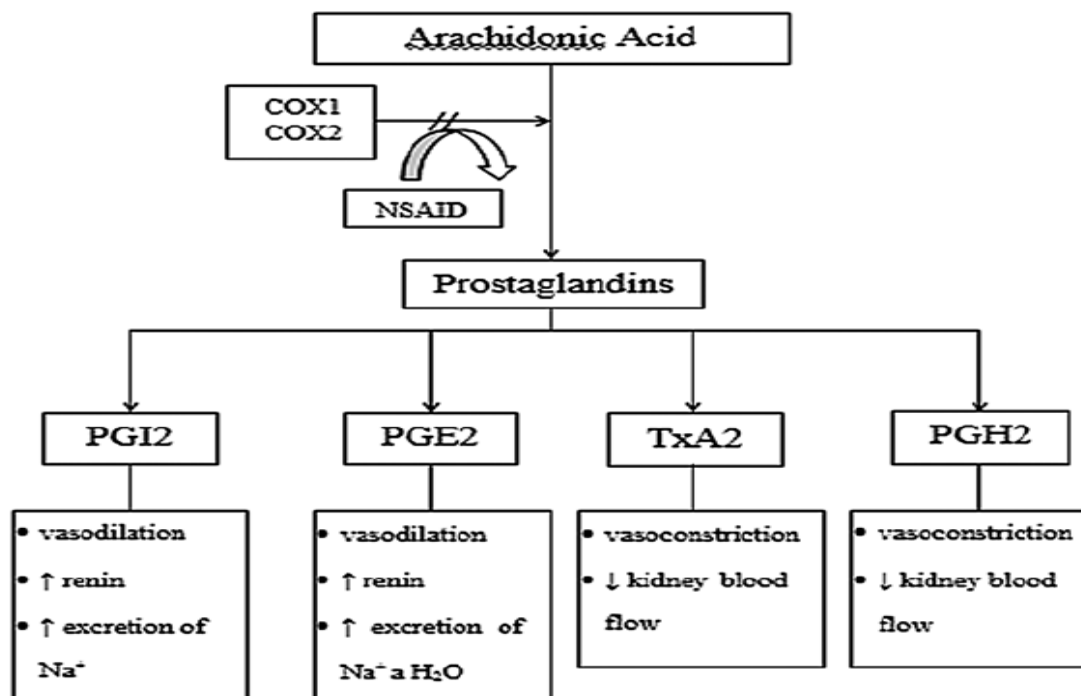 Arachidonic Acid
COX1
COX2
NSAID
Prostaglandins
PGI2
PGE2
TxA2
PGH2
• vasodilation
• ↑ renin
• ↑ excretion of
Na⁺
• vasodilation
• ↑ renin
• ↑ excretion of
Na⁺ a H₂O
• vasoconstriction
• ↓ kidney blood
flow
• vasoconstriction
• ↓ kidney blood
flow